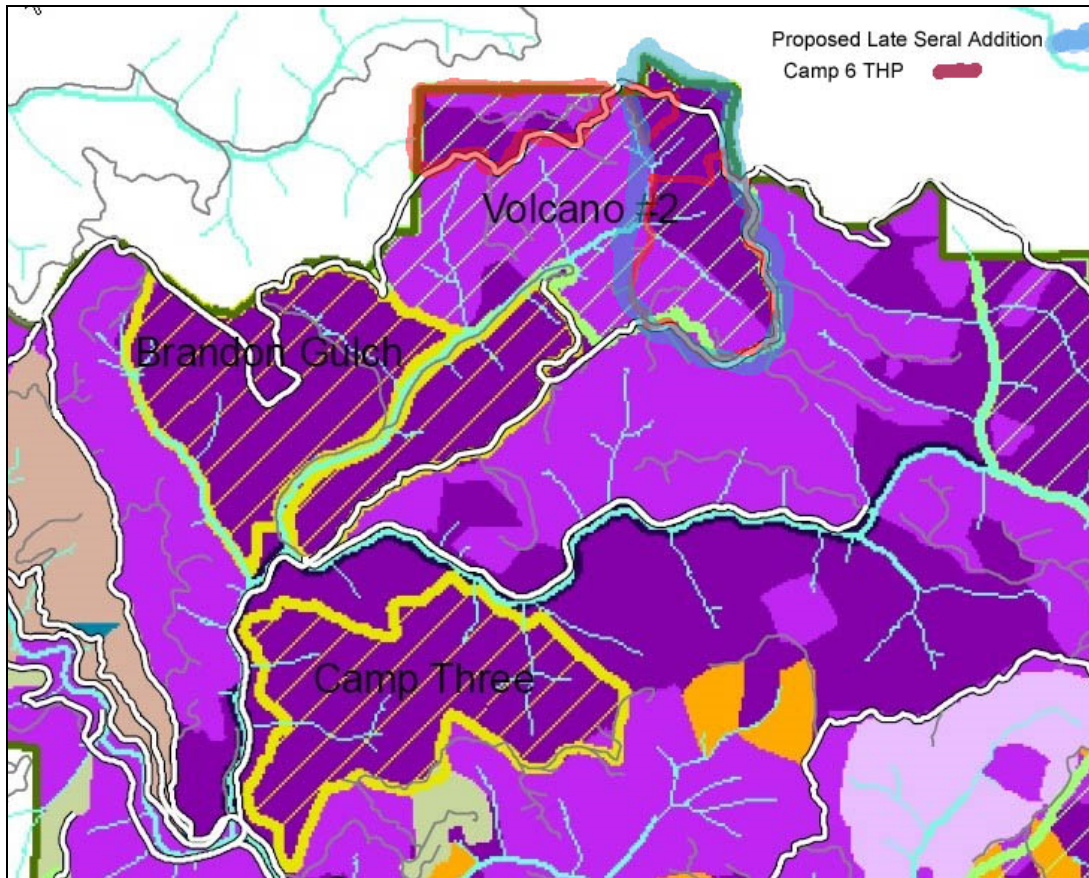 Proposed Late Seral Addition
Camp 6 THP
Volcano #2
Brandon Gulch
Camp Three